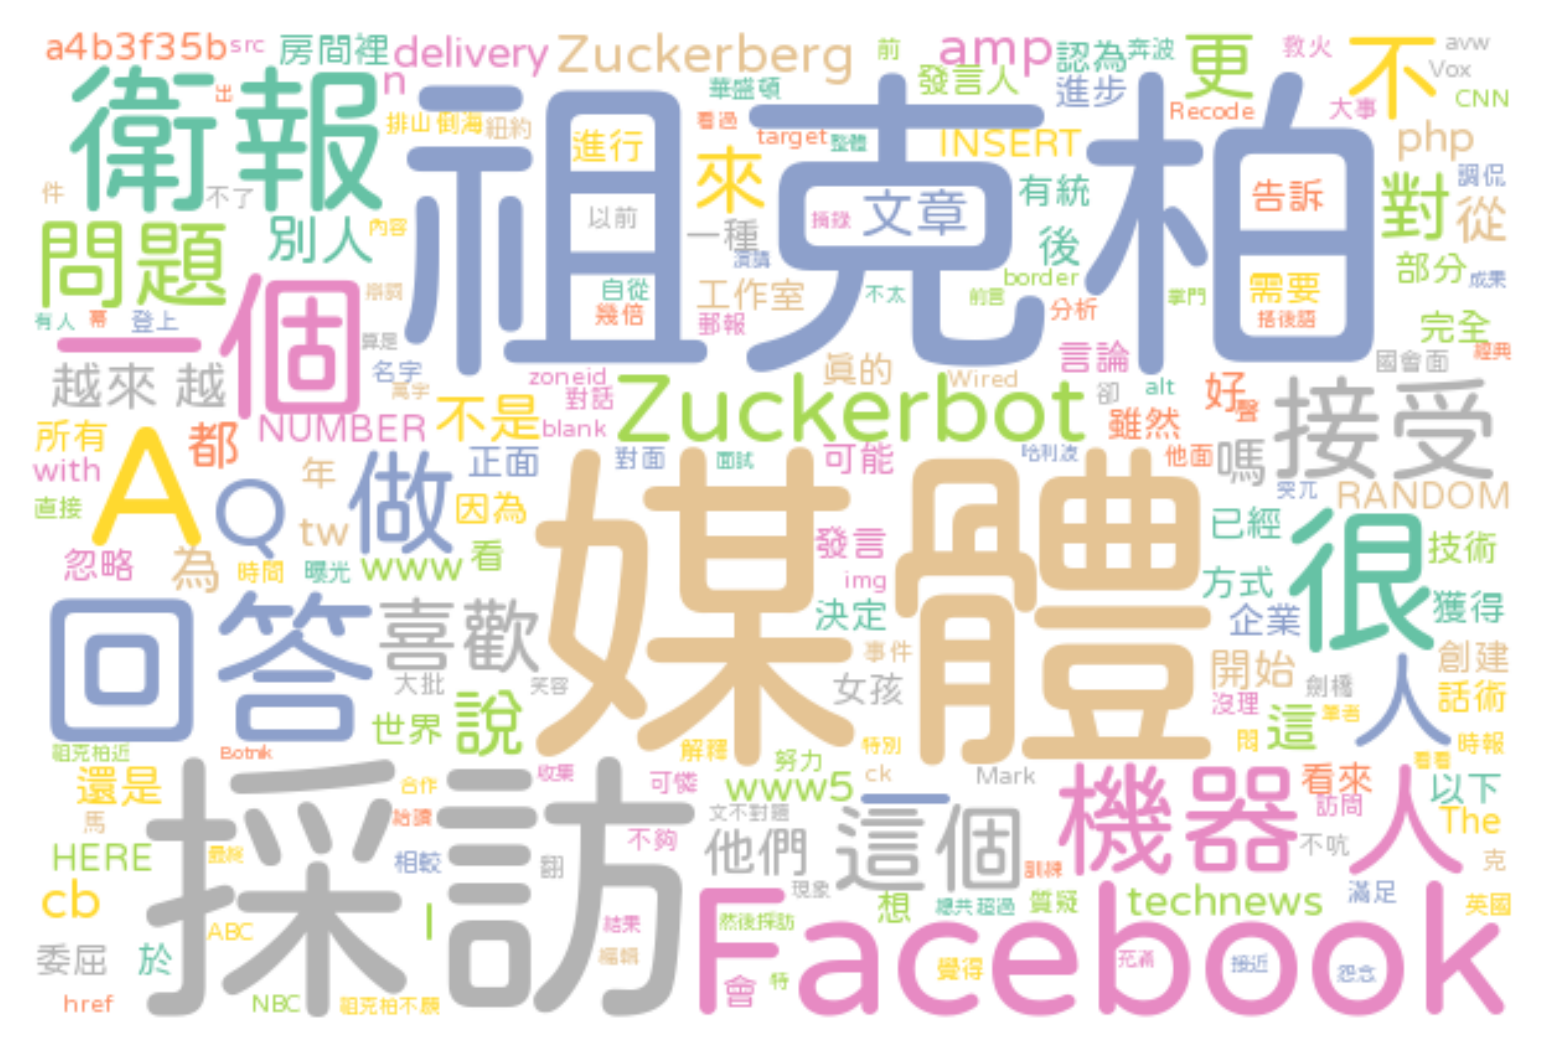 a4b3f35b src 房間裡 delivery Zuckerberg 前 amp 認為 奔波 更 救火 不 avw
Vox
衛報 出 n 祖克柏 華盛頓 發言人 進步 Recode 大事 CNN
排山倒海 紐約 進行 看過 target 整體 INSERT php
件 不了 來 有統 告訴 對 調侃
問題 別人 內容 以前 一種 摘錄 文章 後 從
演講 部分 成果
一個 辯詞 自從 工作室 不太 border 需要
有人 幕 登上 幾倍 郵報 前言 分析 掌門 搭後語 完全
算是 國會面 經典
越來越 名字 萬字 zoneid 真的 Wired 言論 卻 alt 好 接受
對話 Zuckerbot 聲
所有 都 NUMBER 不是 blank 雖然
with A Q 年 做 正面 對面 面試 可能 哈利波 他面 嗎
直接 tw 因為 突兀 RANDOM
忽略 為 時間 曝光 www 看 媒體 發言 已經 很 技術
img 方式
回答 喜歡 決定 企業 獲得
大批 笑容 事件 女孩 開始 劍橋 人 創建
世界 說 沒理 這 筆者 話術
祖克柏近 Botnik 解釋 特別 悶 時報
還是 採訪 合作 收集 可憐 努力 www5 ck Mark 機器人 看來 看看 以下
馬 給讀 文不對題 一 訪問 The
HERE 最終 相較 翻 不夠 他們 這個 訓練 不吭 克
cb 現象 technews 滿足
ABC I 結果 然後採訪 想 總共超過 質疑 英國
委屈 於 編輯 Facebook
href NBC 祖克柏不願 會 特 覺得 充滿 接近 怨念